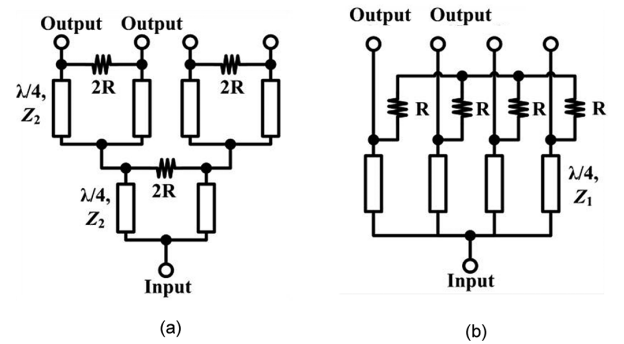 Output Output
2R 2R
λ/4,
Z2
2R
λ/4,
Z2
Input
(a)
Output Output
R R R R
λ/4,
Z1
Input
(b)